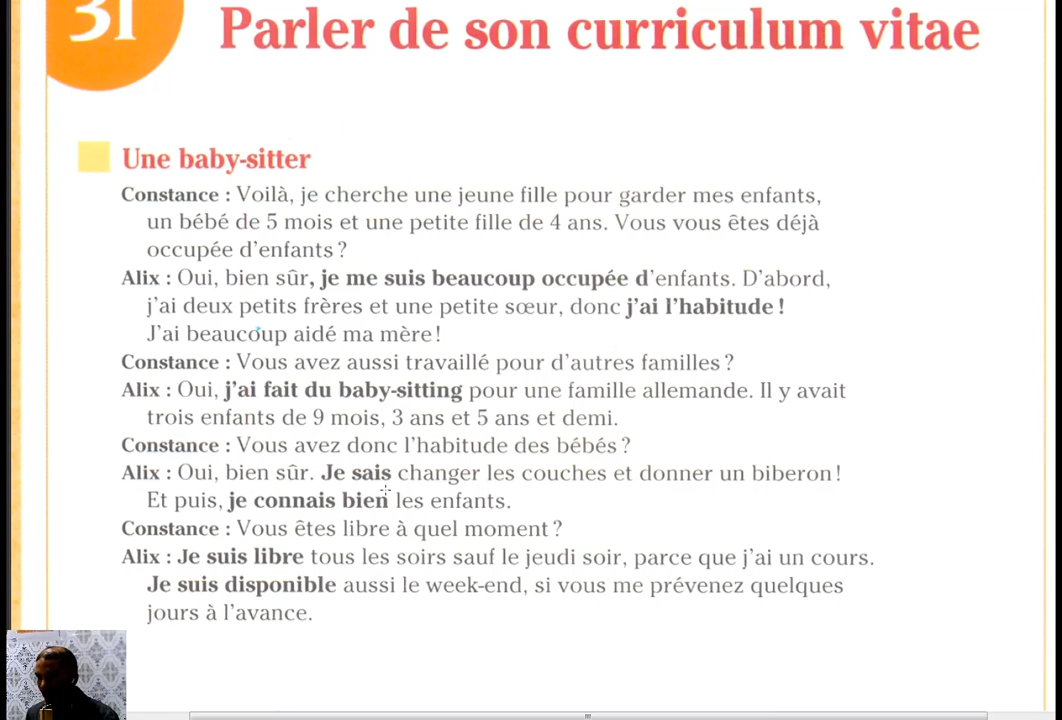 31
Parler de son curriculum vitae
Une baby-sitter
Constance : Voilà, je cherche une jeune fille pour garder mes enfants,
un bébé de 5 mois et une petite fille de 4 ans. Vous vous êtes déjà
occupée d'enfants ?
Alix : Oui, bien sûr, je me suis beaucoup occupée d'enfants. D'abord,
j'ai deux petits frères et une petite sœur, donc j'ai l'habitude !
J'ai beaucoup aidé ma mère !
Constance : Vous avez aussi travaillé pour d'autres familles ?
Alix : Oui, j'ai fait du baby-sitting pour une famille allemande. Il y avait
trois enfants de 9 mois, 3 ans et 5 ans et demi.
Constance : Vous avez donc l'habitude des bébés ?
Alix : Oui, bien sûr. Je sais changer les couches et donner un biberon !
Et puis, je connais bien les enfants.
Constance : Vous êtes libre à quel moment ?
Alix : Je suis libre tous les soirs sauf le jeudi soir, parce que j'ai un cours.
Je suis disponible aussi le week-end, si vous me prévenez quelques
jours à l'avance.